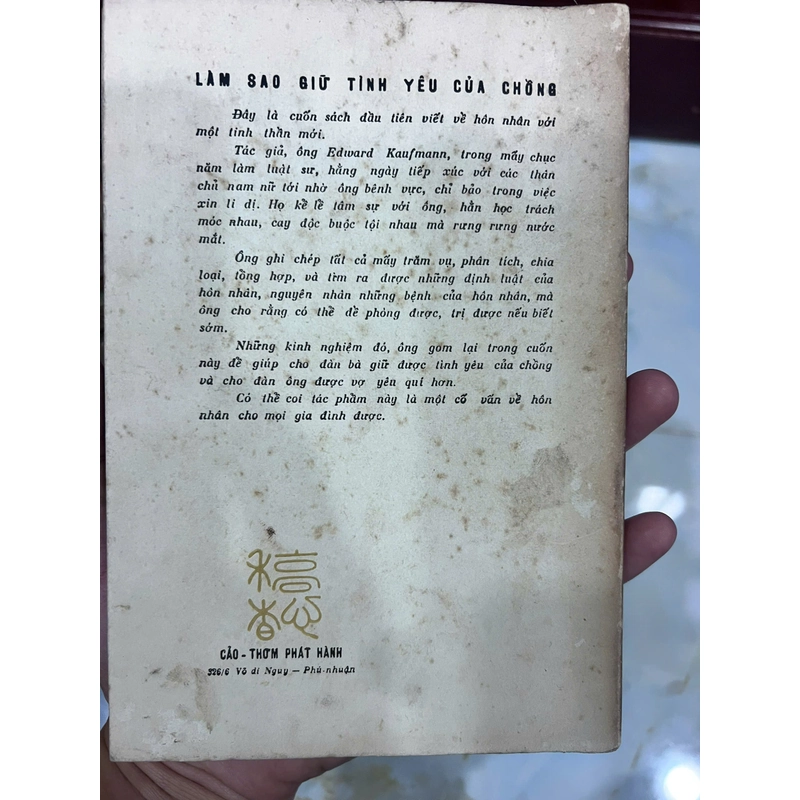 LÀM SAO GIỮ TÌNH YÊU CỦA CHỒNG
Đây là cuốn sách đầu tiên viết về hôn nhân với
một tinh thần mới.
Tác giả, ông Edward Kaufmann, trong mấy chục
năm làm luật sư, hằng ngày tiếp xúc với các thân
chủ nam nữ tới nhờ ông bênh vực, chỉ bảo trong việc
xin li dị. Họ kể lể tâm sự với ông, hằn học trách
móc nhau, cay độc buộc tội nhau mà rưng rưng nước
mắt.
Ông ghi chép tất cả mấy trăm vụ, phân tích, chia
loại, tổng hợp, và tìm ra được những định luật của
hôn nhân, nguyên nhân những bệnh của hôn nhân, mà
ông cho rằng có thể đề phòng được, trị được nếu biết
sớm.
Những kinh nghiệm đó, ông gom lại trong cuốn
này để giúp cho đàn bà giữ được tình yêu của chồng
và cho đàn ông được vợ yên quí hơn.
Có thể coi tác phẩm này là một cố vấn về hôn
nhân cho mọi gia đình được.
CẢO - THƠM PHÁT HÀNH
326/6 Võ di Nguy — Phú-nhuận